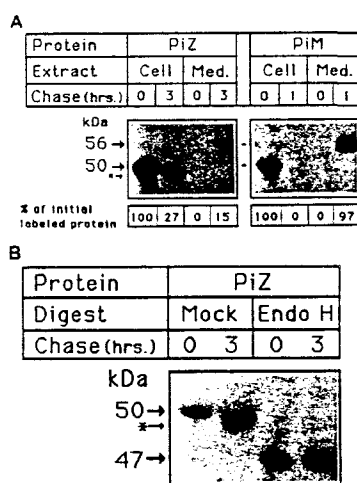 A
Protein PiZ PiM
Extract Cell Med. Cell Med.
Chase (hrs.) 0 3 0 3 0 1 0 1
kDa
56→
50→
*→
% of initial labeled protein 100 27 0 15 100 0 0 97
B
Protein PiZ
Digest Mock Endo H
Chase (hrs.) 0 3 0 3
kDa
50→
*→
47→